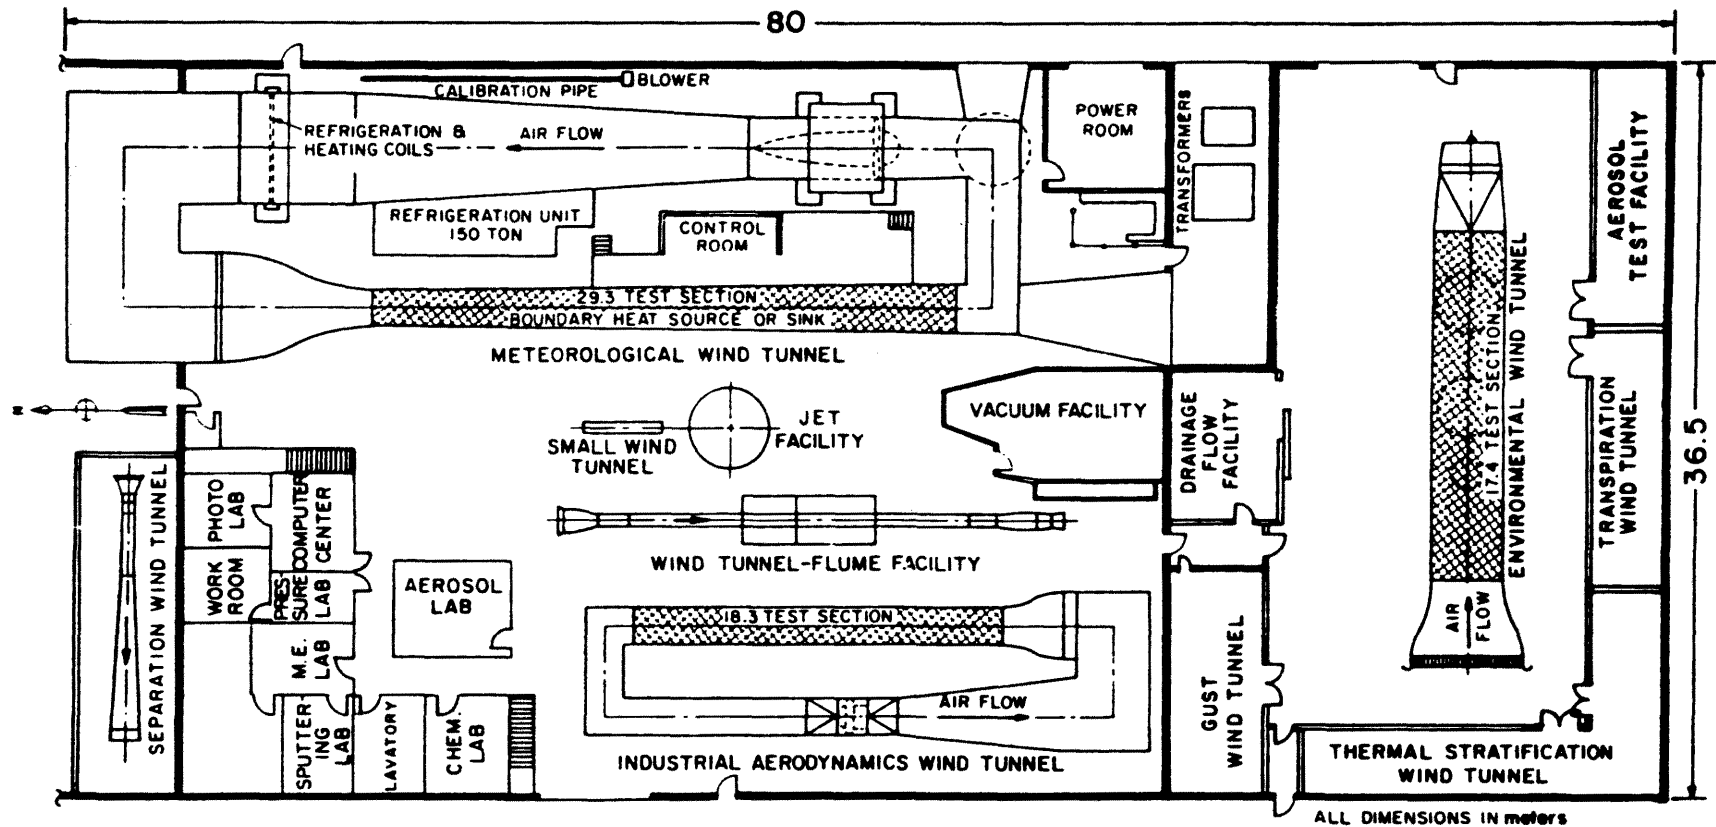 80
BLOWER
CALIBRATION PIPE
REFRIGERATION &
HEATING COILS
AIR FLOW
POWER
ROOM
TRANSFORMERS
AEROSOL
TEST FACILITY
REFRIGERATION UNIT
150 TON
CONTROL
ROOM
29.3 TEST SECTION
BOUNDARY HEAT SOURCE OR SINK
METEOROLOGICAL WIND TUNNEL
17.4 TEST SECTION
ENVIRONMENTAL WIND TUNNEL
N
VACUUM FACILITY
JET
FACILITY
SMALL WIND
TUNNEL
DRAINAGE
FLOW
FACILITY
TRANSPIRATION
WIND TUNNEL
36.5
SEPARATION WIND TUNNEL
PHOTO
LAB
COMPUTER
CENTER
WORK
ROOM
PRES-
SURE
LAB
AEROSOL
LAB
WIND TUNNEL-FLUME FACILITY
18.3 TEST SECTION
AIR
FLOW
M.E.
LAB
GUST
WIND TUNNEL
AIR FLOW
SPUTTER-
ING
LAB
LAVATORY
CHEM.
LAB
INDUSTRIAL AERODYNAMICS WIND TUNNEL
THERMAL STRATIFICATION
WIND TUNNEL
ALL DIMENSIONS IN meters